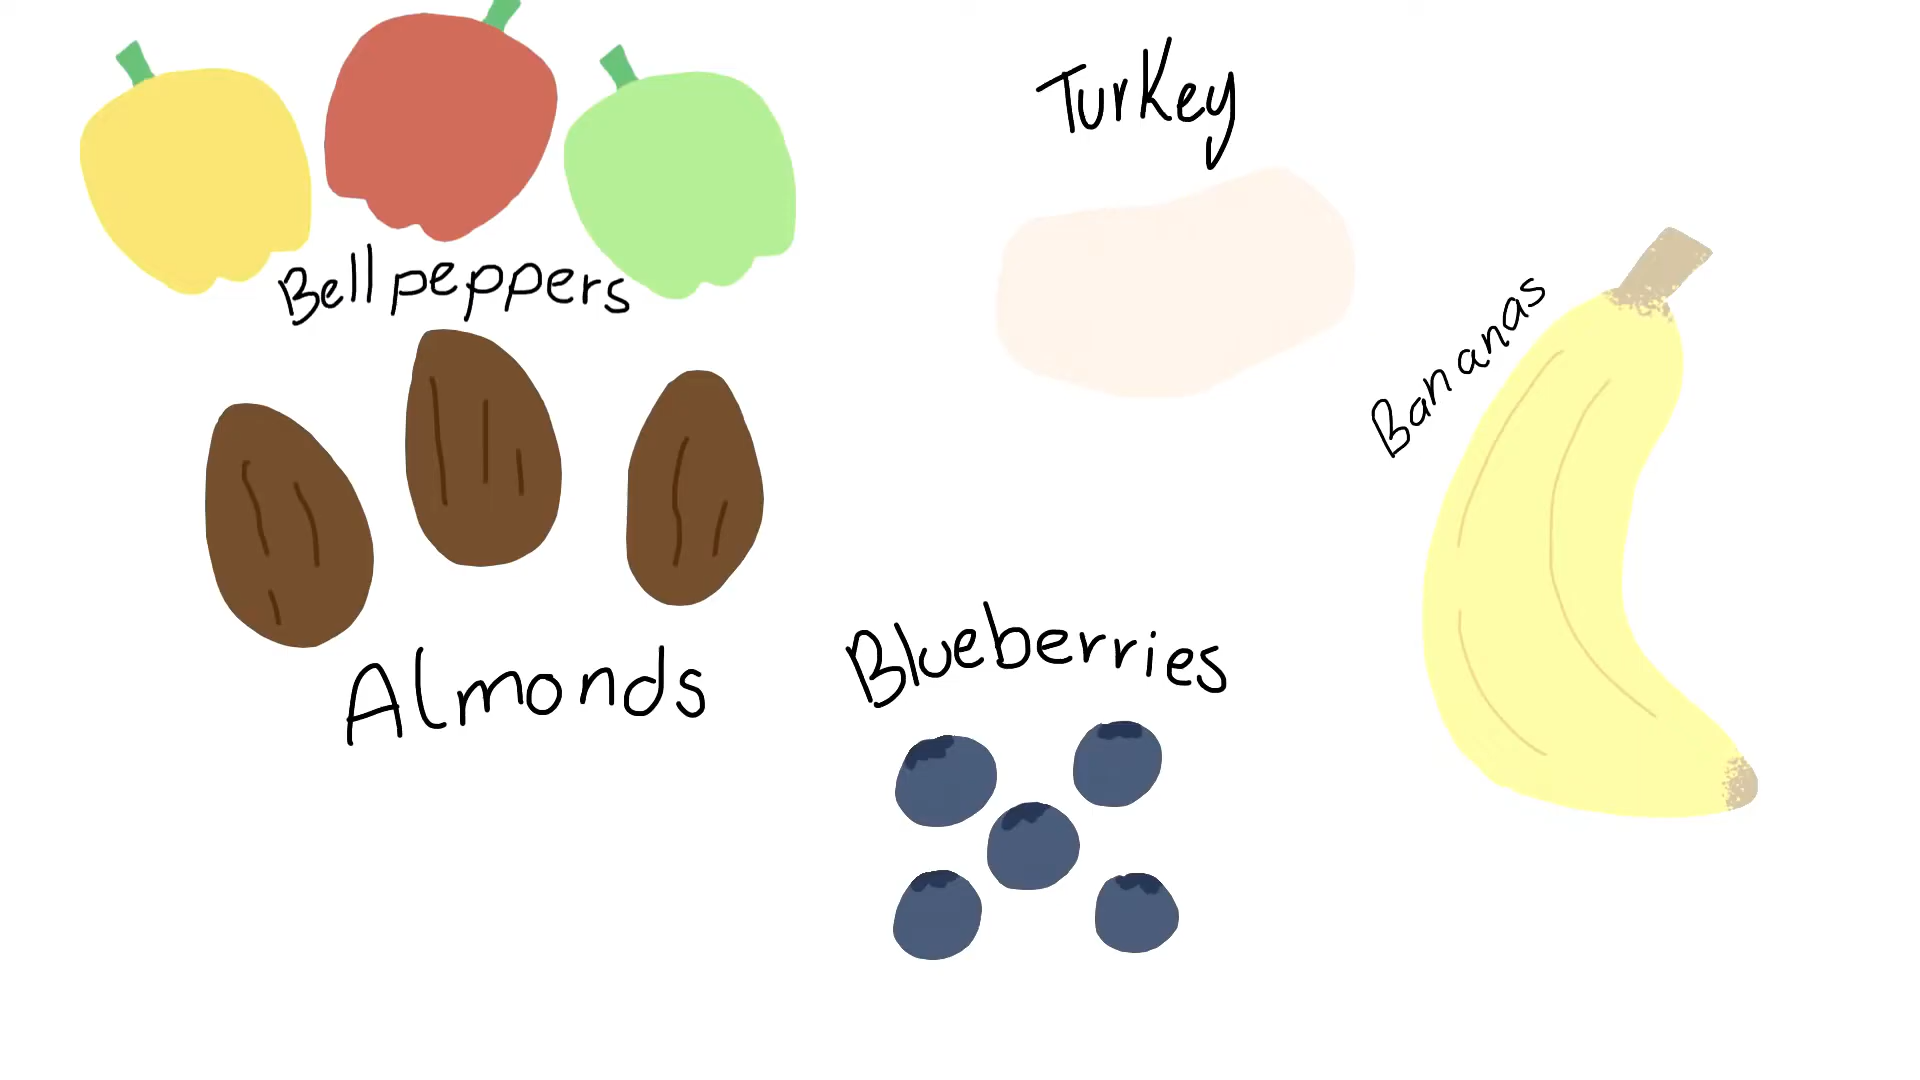 Turkey
Bell peppers
Bananas
Almonds
Blueberries